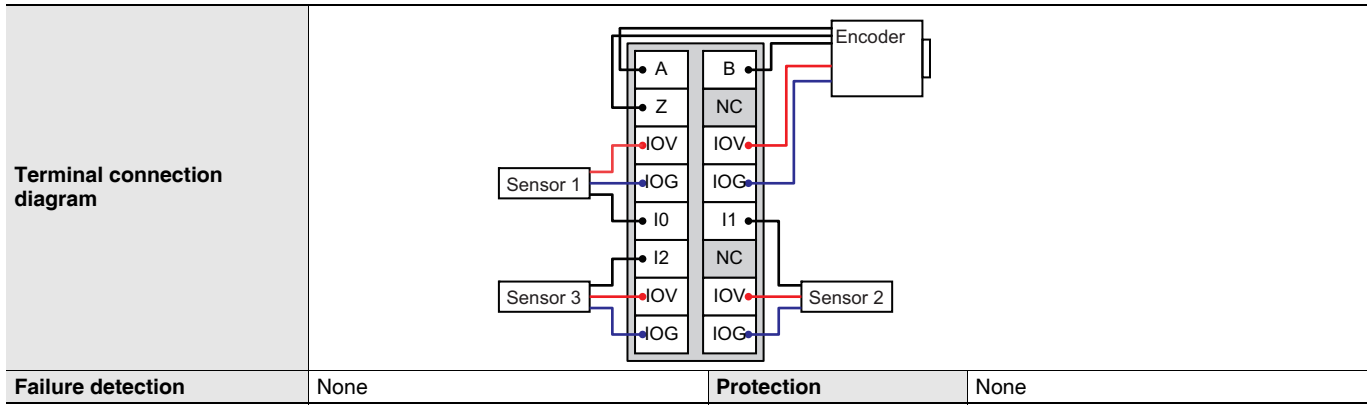 Terminal connection
diagram
Encoder
A B
Z NC
IOV IOV
Sensor 1
IOG IOG
I0 I1
I2 NC
Sensor 3
IOV IOV
Sensor 2
IOG IOG
Failure detection None Protection None